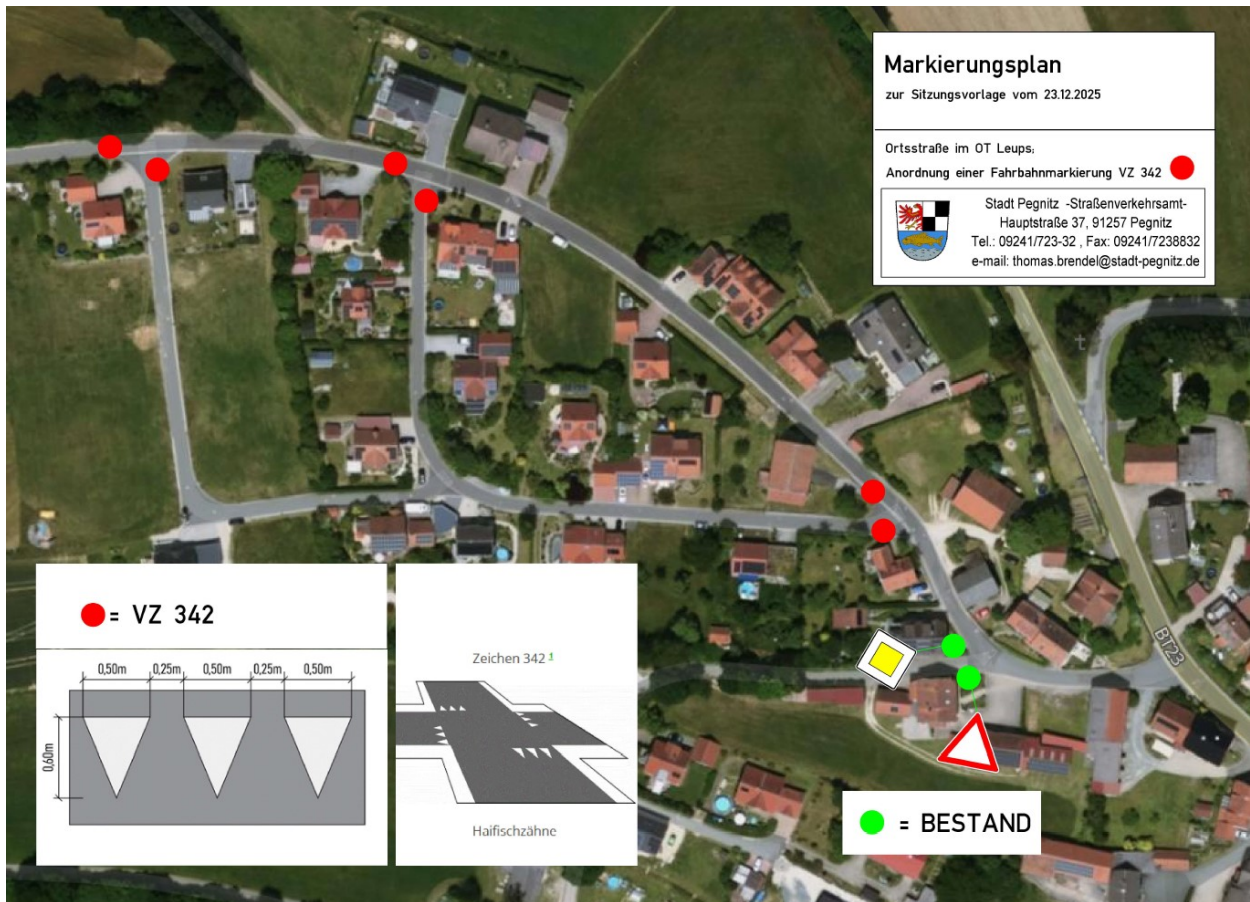 Markierungsplan
zur Sitzungsvorlage vom 23.12.2025
Ortsstraße im OT Leups;
Anordnung einer Fahrbahnmarkierung VZ 342
Stadt Pegnitz -Straßenverkehrsamt-
Hauptstraße 37, 91257 Pegnitz
Tel.: 09241/723-32 , Fax: 09241/7238832
e-mail: thomas.brendel@stadt-pegnitz.de
BT23
= VZ 342
0,50m 0,25m 0,50m 0,25m 0,50m
0,60m
Zeichen 342 1
Haifischzähne
= BESTAND